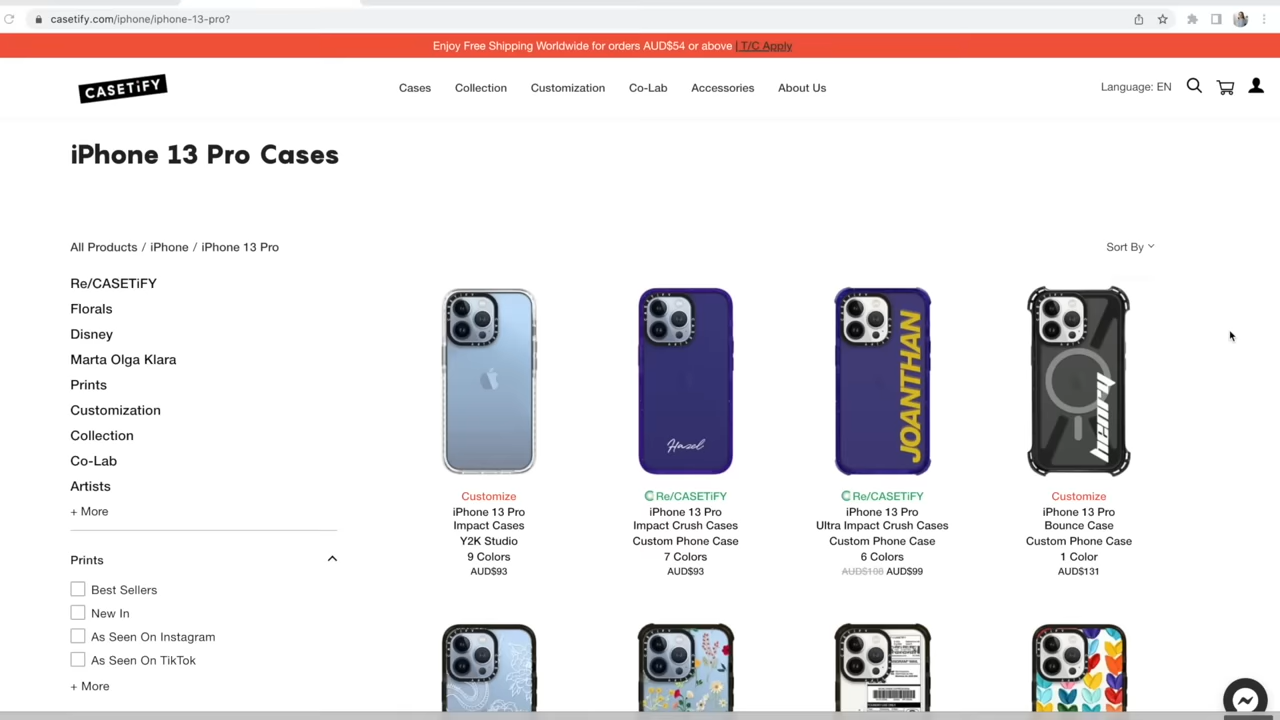 casetify.com/iphone/iphone-13-pro?
Enjoy Free Shipping Worldwide for orders AUD$54 or above | T/C Apply
CASETiFY
Cases
Collection
Customization
Co-Lab
Accessories
About Us
Language: EN
iPhone 13 Pro Cases
All Products / iPhone / iPhone 13 Pro
Sort By
Re/CASETiFY
Florals
Disney
Marta Olga Klara
Prints
Customization
Collection
Co-Lab
Artists
+ More
Prints
Best Sellers
New In
As Seen On Instagram
As Seen On TikTok
+ More
Customize
iPhone 13 Pro
Impact Cases
Y2K Studio
9 Colors
AUD$93
Hazel
Re/CASETiFY
iPhone 13 Pro
Impact Crush Cases
Custom Phone Case
7 Colors
AUD$93
JOANTHAN
Re/CASETiFY
iPhone 13 Pro
Ultra Impact Crush Cases
Custom Phone Case
6 Colors
AUD$108 AUD$99
henry
Customize
iPhone 13 Pro
Bounce Case
Custom Phone Case
1 Color
AUD$131